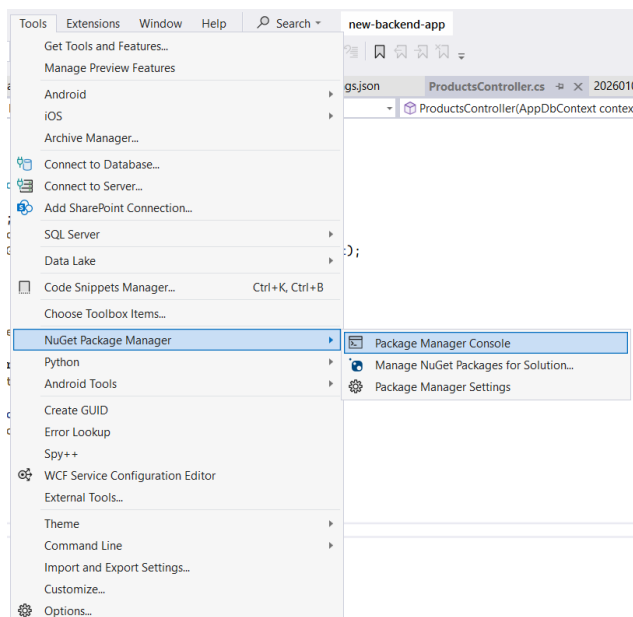 Tools Extensions Window Help Search new-backend-app
Get Tools and Features...
Manage Preview Features
gs.json ProductsController.cs 2026010
Android
ProductsController(AppDbContext contex
iOS
Archive Manager...
Connect to Database...
Connect to Server...
Add SharePoint Connection...
SQL Server
);
Data Lake
Code Snippets Manager... Ctrl+K, Ctrl+B
Choose Toolbox Items...
NuGet Package Manager
Package Manager Console
Python
Manage NuGet Packages for Solution...
Android Tools
Package Manager Settings
Create GUID
Error Lookup
Spy++
WCF Service Configuration Editor
External Tools...
Theme
Command Line
Import and Export Settings...
Customize...
Options...